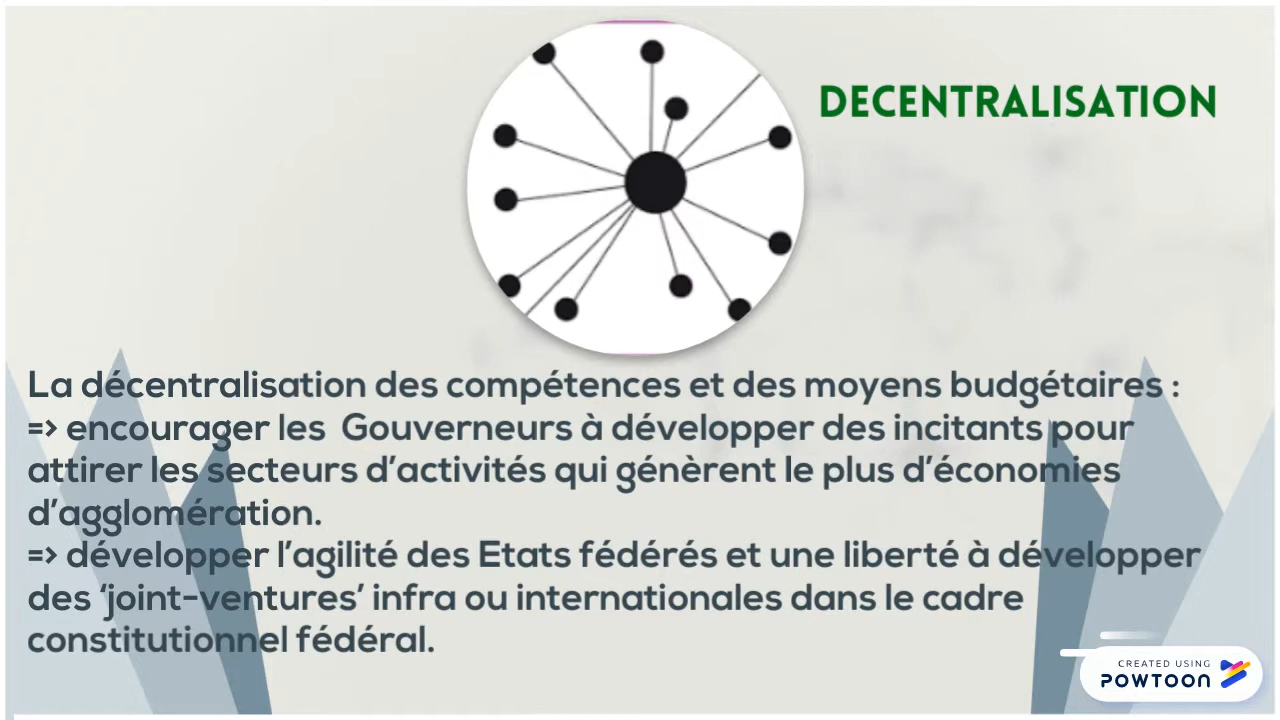 DECENTRALISATION
La décentralisation des compétences et des moyens budgétaires :
=> encourager les  Gouverneurs à développer des incitants pour
attirer les secteurs d’activités qui génèrent le plus d’économies
d’agglomération.
=> développer l’agilité des Etats fédérés et une liberté à développer
des ‘joint-ventures’ infra ou internationales dans le cadre
constitutionnel fédéral.
CREATED USING
POWTOON